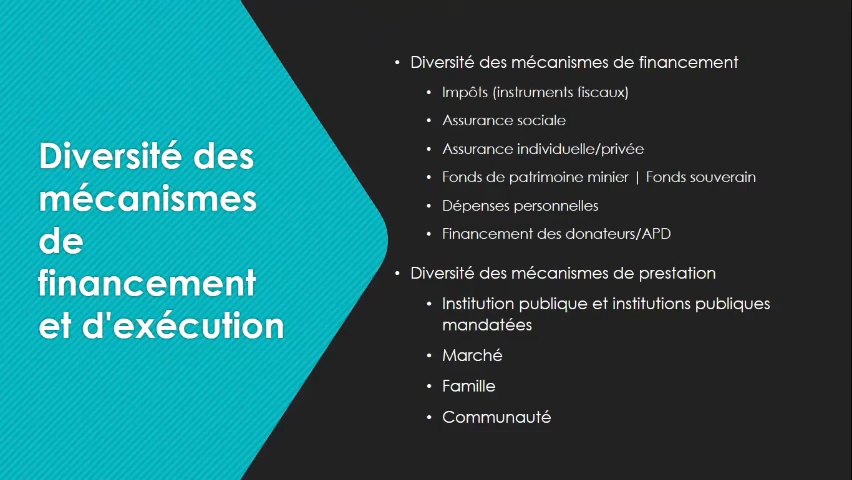 Diversité des
mécanismes
de
financement
et d'exécution
• Diversité des mécanismes de financement
• Impôts (instruments fiscaux)
• Assurance sociale
• Assurance individuelle/privée
• Fonds de patrimoine minier | Fonds souverain
• Dépenses personnelles
• Financement des donateurs/APD
• Diversité des mécanismes de prestation
• Institution publique et institutions publiques
mandatées
• Marché
• Famille
• Communauté